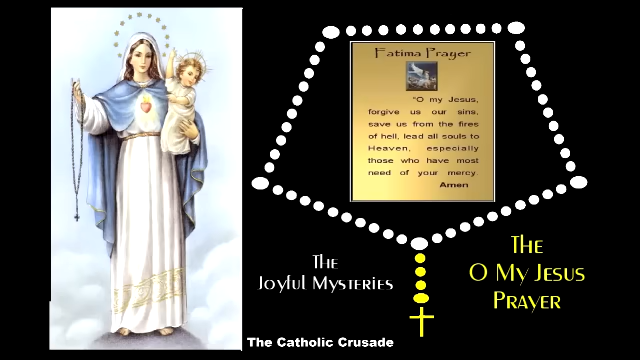 Fatima Prayer
"O my Jesus,
forgive us our sins,
save us from the fires
of hell, lead all souls to
Heaven, especially
those who have most
need of your mercy.
Amen
The
Joyful Mysteries
The
O My Jesus
Prayer
The Catholic Crusade